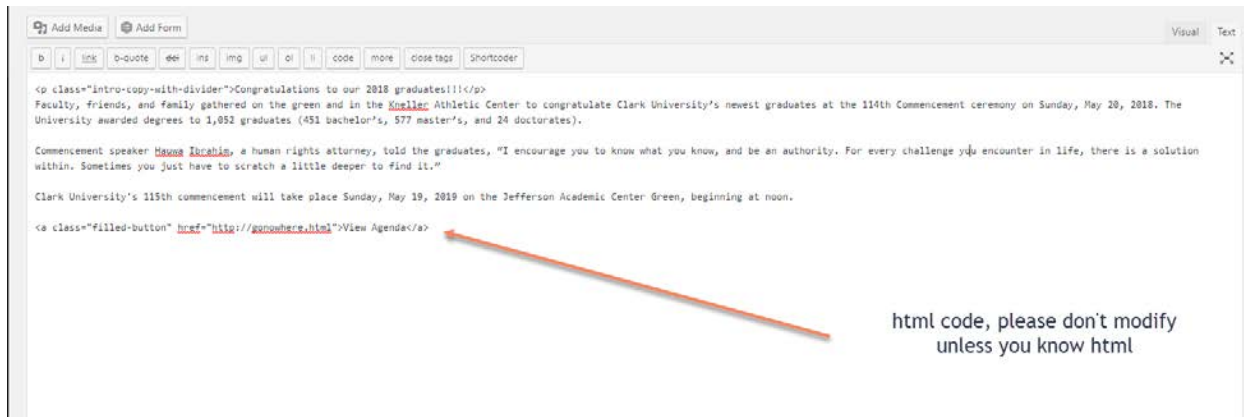 Add Media Add Form
Visual Text
b i link b-quote del ins img ul ol li code more close tags Shortcoder
<p class="intro-copy-with-divider">Congratulations to our 2018 graduates!!!</p>
Faculty, friends, and family gathered on the green and in the Kneller Athletic Center to congratulate Clark University's newest graduates at the 114th Commencement ceremony on Sunday, May 20, 2018. The
University awarded degrees to 1,052 graduates (451 bachelor's, 577 master's, and 24 doctorates).
Commencement speaker Hauwa Ibrahim, a human rights attorney, told the graduates, “I encourage you to know what you know, and be an authority. For every challenge you encounter in life, there is a solution
within. Sometimes you just have to scratch a little deeper to find it.”
Clark University's 115th commencement will take place Sunday, May 19, 2019 on the Jefferson Academic Center Green, beginning at noon.
<a class="filled-button" href="http://gonowhere.html">View Agenda</a>
html code, please don't modify
unless you know html